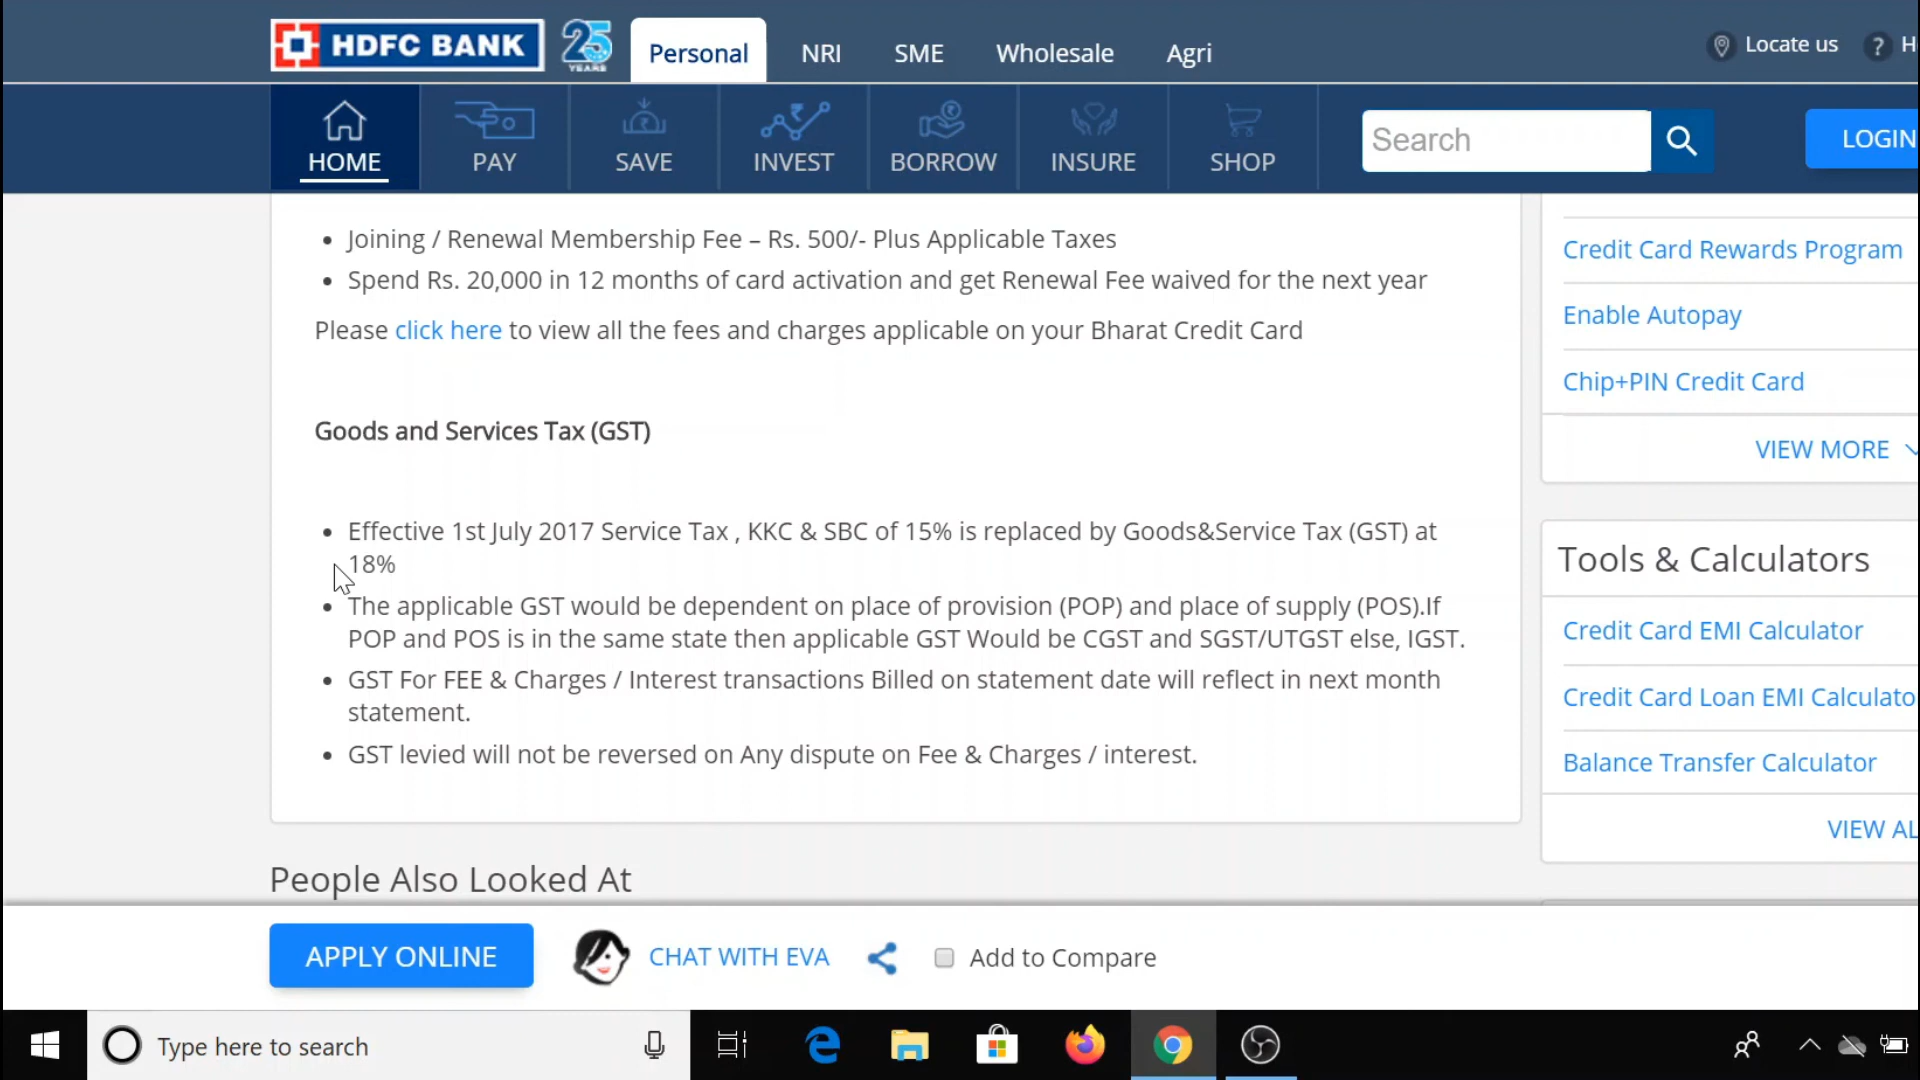 HDFC BANK
25 YEARS
Personal
NRI
SME
Wholesale
Agri
Locate us
? H
HOME
PAY
SAVE
INVEST
BORROW
INSURE
SHOP
Search
LOGIN
Joining / Renewal Membership Fee – Rs. 500/- Plus Applicable Taxes
Spend Rs. 20,000 in 12 months of card activation and get Renewal Fee waived for the next year
Please click here to view all the fees and charges applicable on your Bharat Credit Card
Goods and Services Tax (GST)
Effective 1st July 2017 Service Tax , KKC & SBC of 15% is replaced by Goods&Service Tax (GST) at
18%
The applicable GST would be dependent on place of provision (POP) and place of supply (POS).If
POP and POS is in the same state then applicable GST Would be CGST and SGST/UTGST else, IGST.
GST For FEE & Charges / Interest transactions Billed on statement date will reflect in next month
statement.
GST levied will not be reversed on Any dispute on Fee & Charges / interest.
People Also Looked At
Credit Card Rewards Program
Enable Autopay
Chip+PIN Credit Card
VIEW MORE
Tools & Calculators
Credit Card EMI Calculator
Credit Card Loan EMI Calculato
Balance Transfer Calculator
VIEW AL
APPLY ONLINE
CHAT WITH EVA
Add to Compare
Type here to search